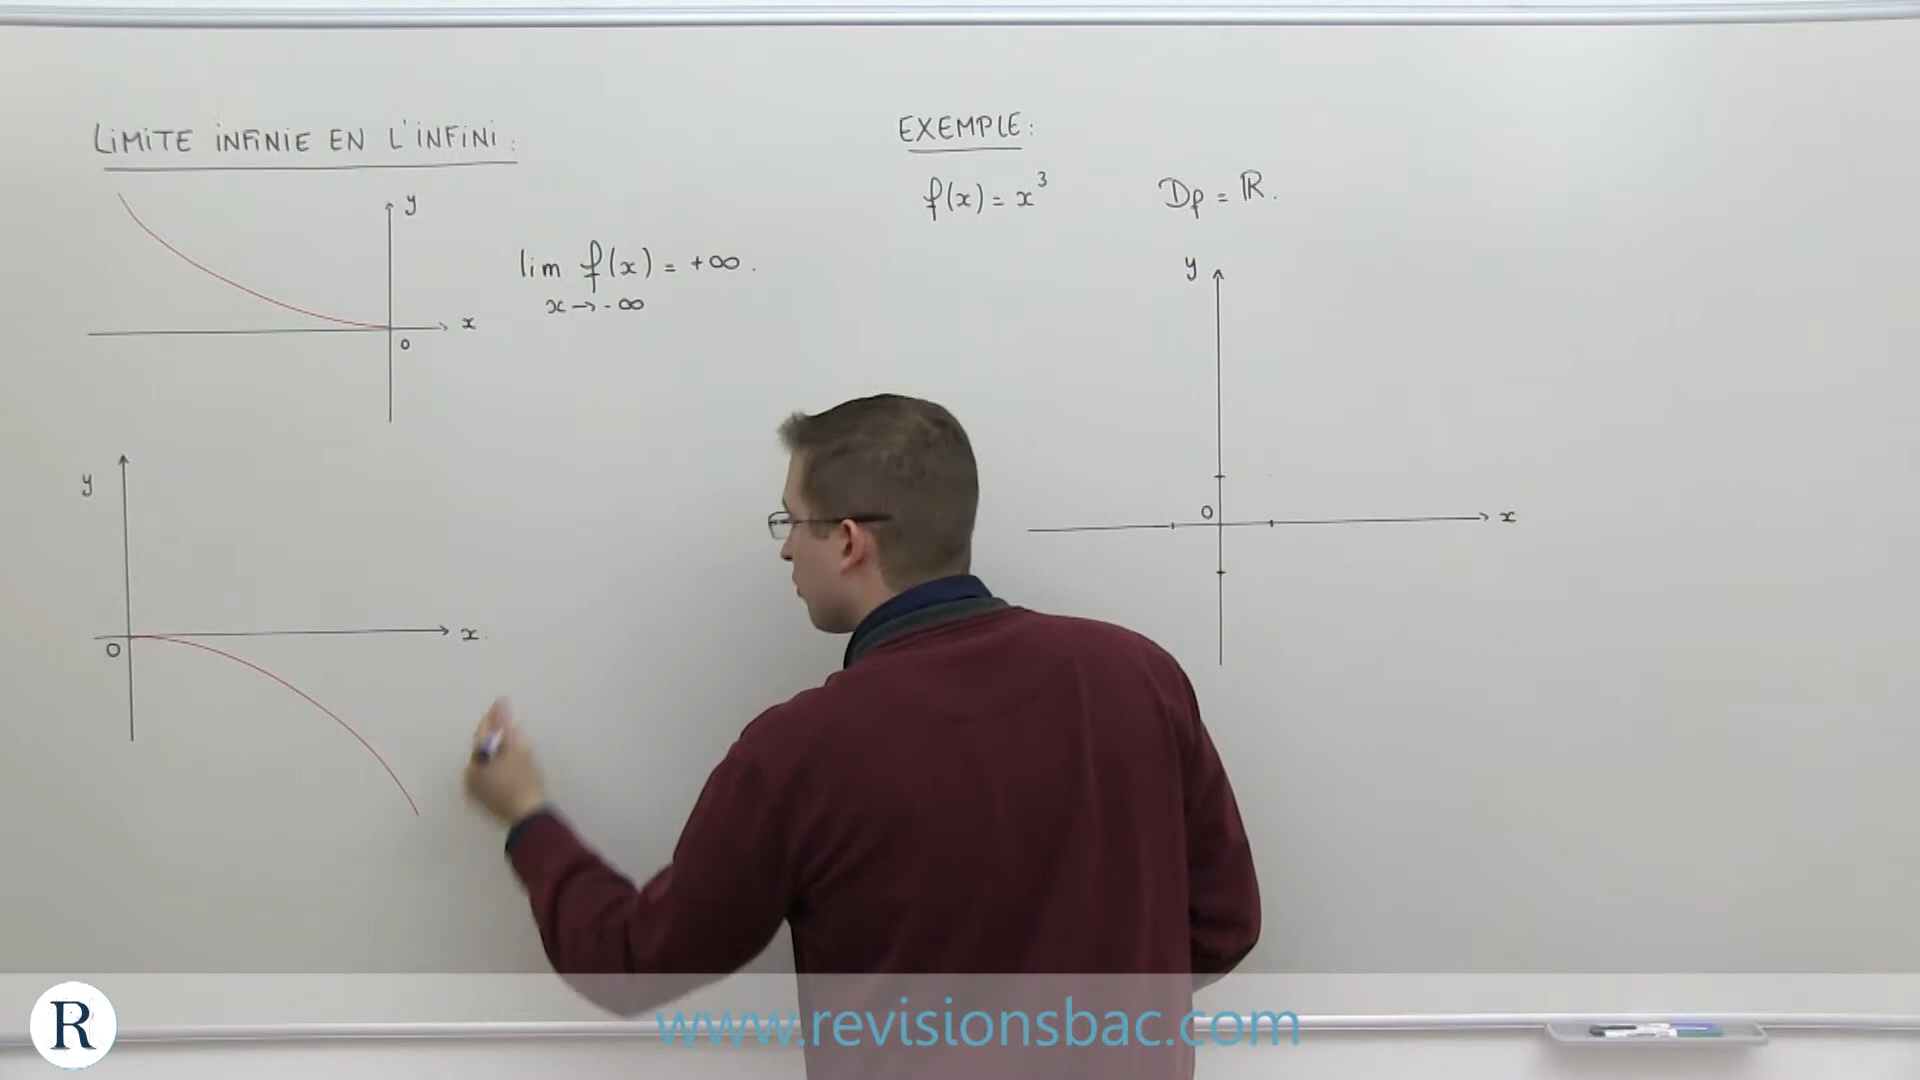 LIMITE INFINIE EN L'INFINI :
y
lim f(x) = +∞.
x → -∞
x
0
y
x.
0
EXEMPLE :
f(x) = x³ Df = ℝ.
y
0
x
R
www.revisionsbac.com